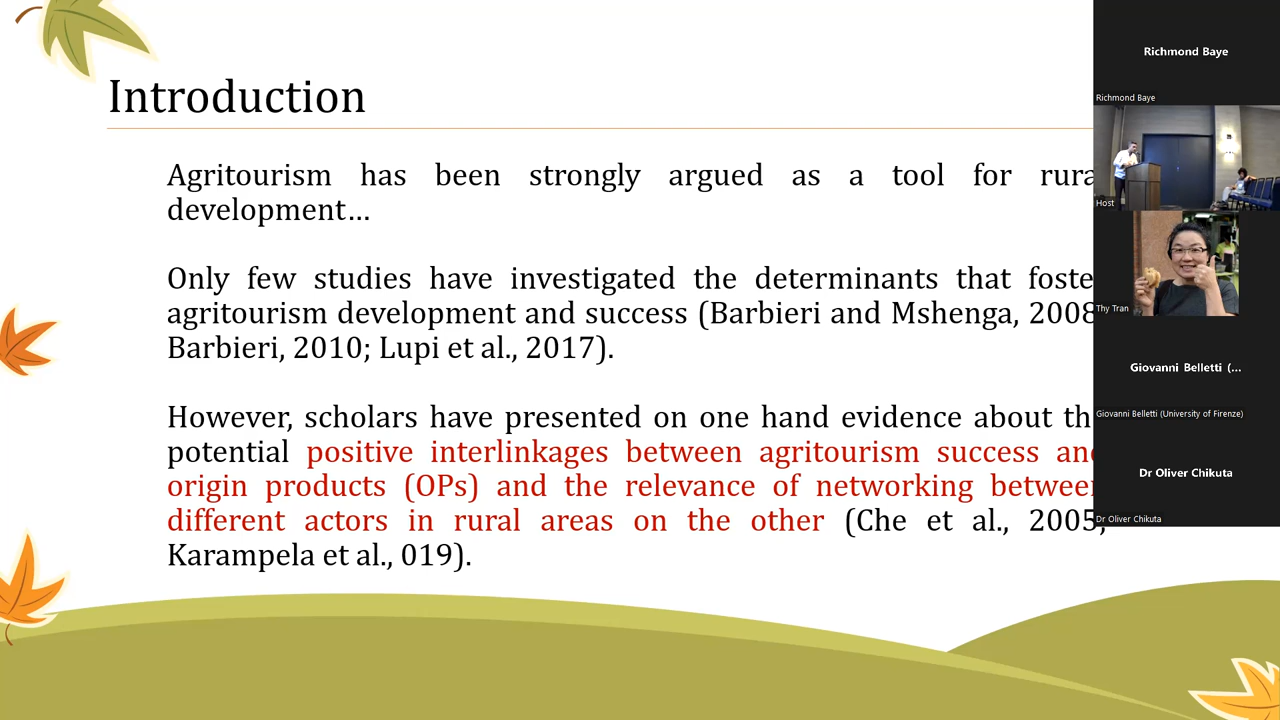 Introduction
Agritourism has been strongly argued as a tool for rura
development…
Only few studies have investigated the determinants that foste
agritourism development and success (Barbieri and Mshenga, 2008
Barbieri, 2010; Lupi et al., 2017).
However, scholars have presented on one hand evidence about th
potential positive interlinkages between agritourism success and
origin products (OPs) and the relevance of networking between
different actors in rural areas on the other (Che et al., 2005;
Karampela et al., 019).
Richmond Baye
Richmond Baye
Host
Thy Tran
Giovanni Belletti (...
Giovanni Belletti (University of Firenze)
Dr Oliver Chikuta
Dr Oliver Chikuta